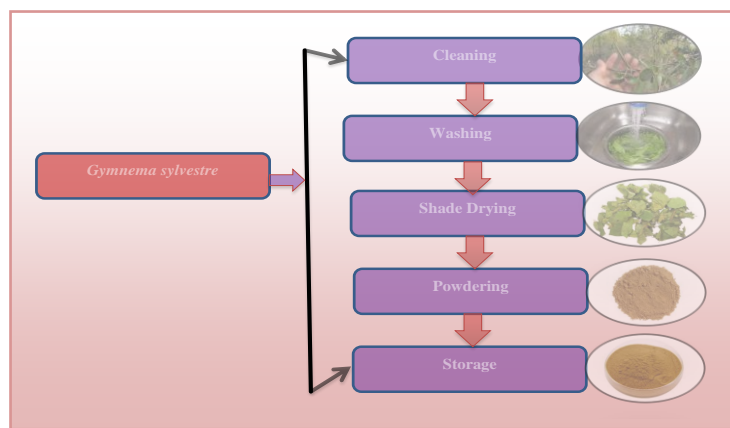 Cleaning
Washing
Gymnema sylvestre
Shade Drying
Powdering
Storage